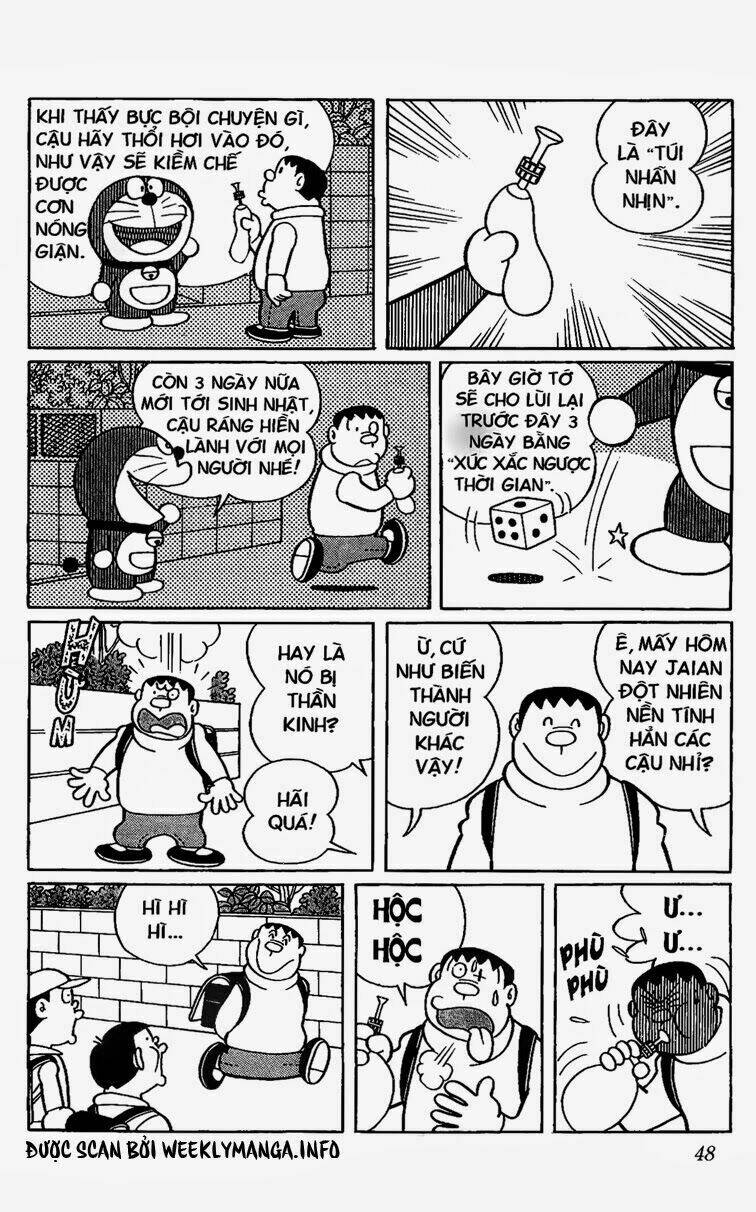 ĐÂY
LÀ "TÚI
NHẪN
NHỊN".
KHI THẤY BỰC BỘI CHUYỆN GÌ,
CẬU HÃY THỔI HƠI VÀO ĐÓ,
NHƯ VẬY SẼ KIỀM CHẾ
ĐƯỢC
CƠN
NÓNG
GIẬN.
BÂY GIỜ TỚ
SẼ CHO LÙI LẠI
TRƯỚC ĐÂY 3
NGÀY BẰNG
"XÚC XẮC NGƯỢC
THỜI GIAN".
CÒN 3 NGÀY NỮA
MỚI TỚI SINH NHẬT,
CẬU RÁNG HIỀN
LÀNH VỚI MỌI
NGƯỜI NHÉ!
Ê, MẤY HÔM
NAY JAIAN
ĐỘT NHIÊN
NỀN TÍNH
HẲN CÁC
CẬU NHỈ?
Ừ, CỨ
NHƯ BIẾN
THÀNH
NGƯỜI
KHÁC
VẬY!
HAY LÀ
NÓ BỊ
THẦN
KINH?
HÃI
QUÁ!
Ư...
Ư...
PHÙ
PHÙ
HỘC
HỘC
HÌ HÌ
HÌ...
ĐƯỢC SCAN BỞI WEEKLYMANGA.INFO
48